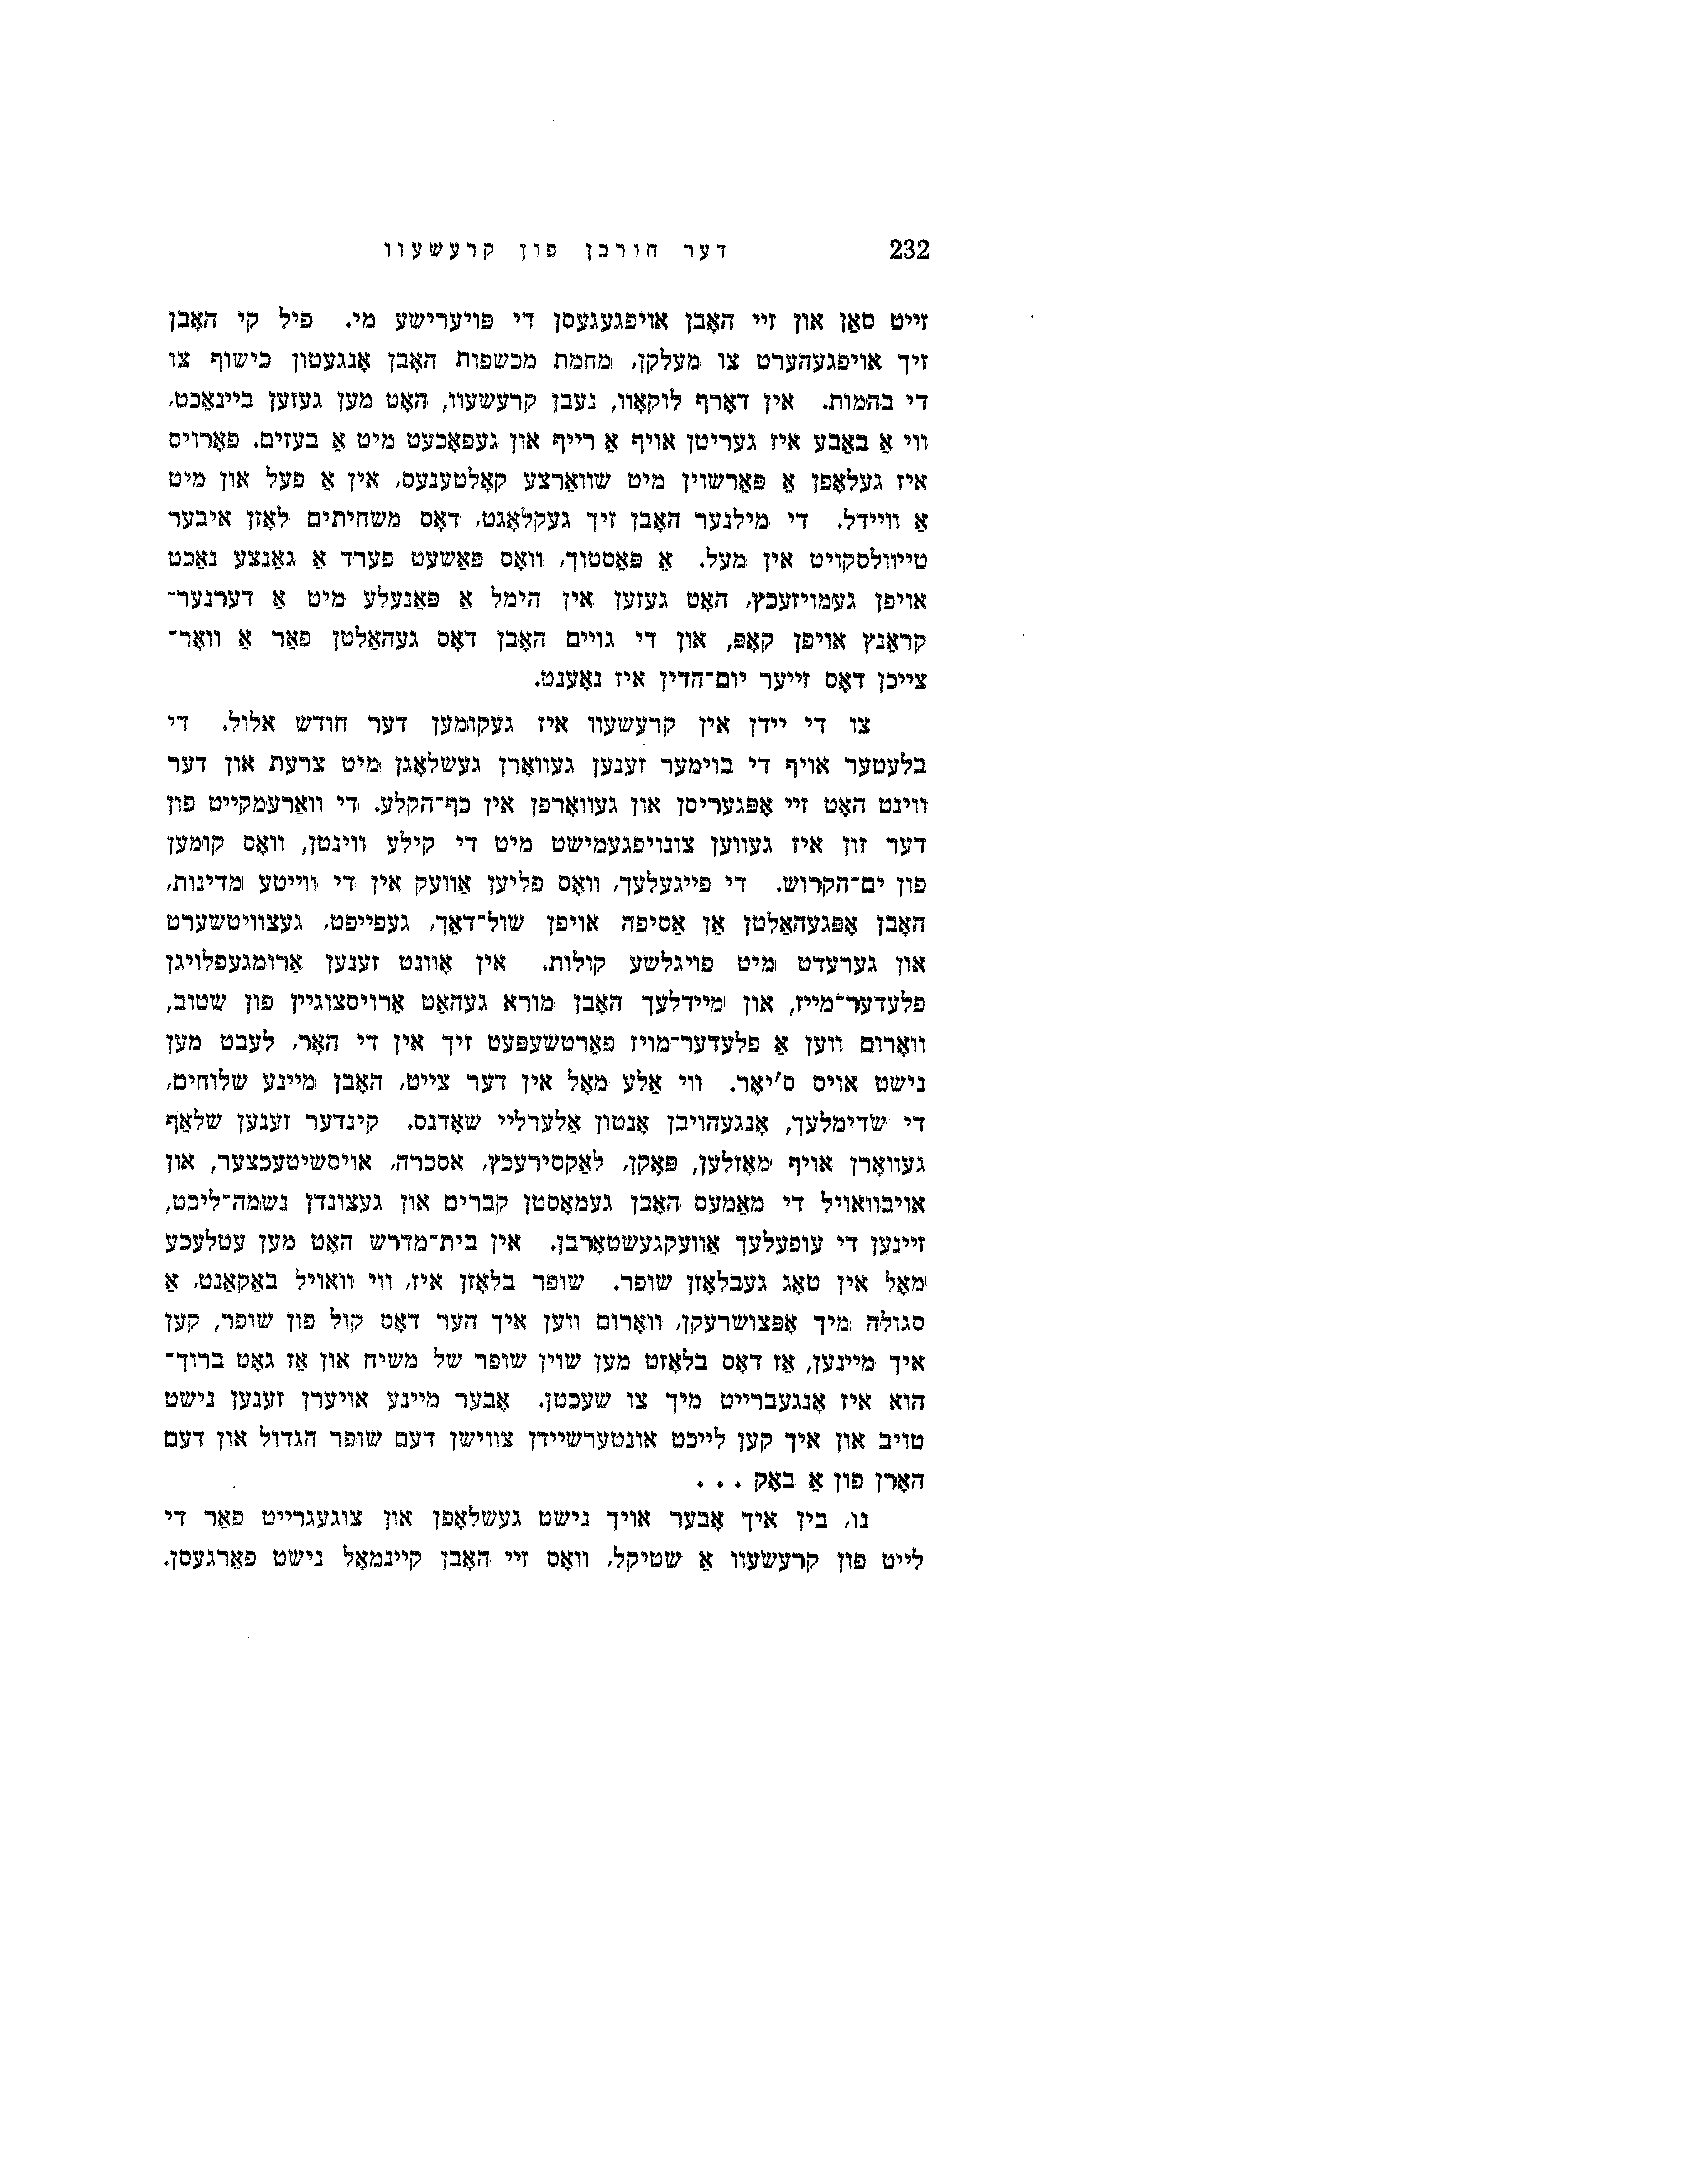 232 דער חורבן פון קרעשעוו
זייט סאַן און זיי האָבן אויפגעגעסן די פּויערישע מי. פיל קי האָבן
זיך אויפגעהערט צו מעלקן, מחמת מכשפות האָבן אָנגעטון כישוף צו
די בהמות. אין דאָרף לוקאָוו, נעבן קרעשעוו, האָט מען געזען ביינאַכט,
ווי אַ באַבע איז געריטן אויף אַ רייף און געפאָכעט מיט אַ בעזים. פאָרויס
איז געלאָפן אַ פּאַרשוין מיט שוואַרצע קאָלטענעס, אין אַ פעל און מיט
אַ וויידל. די מילנער האָבן זיך געקלאָגט, דאָס משחיתים לאָזן איבער
טייוולסקויט אין מעל. אַ פּאַסטוך, וואָס פּאַשעט פערד אַ גאַנצע נאַכט
אויפן געמויזעכץ, האָט געזען אין הימל אַ פּאַנעלע מיט אַ דערנער־
קראַנץ אויפן קאָפּ, און די גויים האָבן דאָס געהאַלטן פאַר אַ וואָר־
צייכן דאָס זייער יום־הדין איז נאָענט.
צו די יידן אין קרעשעוו איז געקומען דער חודש אלול. די
בלעטער אויף די בוימער זענען געוואָרן געשלאָגן מיט צרעת און דער
ווינט האָט זיי אָפּגעריסן און געוואָרפן אין כף־הקלע. די וואַרעמקייט פון
דער זון איז געווען צונויפגעמישט מיט די קילע ווינטן, וואָס קומען
פון ים־הקרוש. די פייגעלעך, וואָס פליען אַוועק אין די ווייטע מדינות,
האָבן אָפּגעהאַלטן אַן אַסיפה אויפן שול־דאַך, געפייפט, געצוויטשערט
און גערעדט מיט פויגלשע קולות. אין אָוונט זענען אַרומגעפלויגן
פלעדער־מייז, און מיידלעך האָבן מורא געהאַט אַרויסצוגיין פון שטוב,
וואָרום ווען אַ פלעדער־מויז פאַרטשעפּעט זיך אין די האָר, לעבט מען
נישט אויס ס'יאָר. ווי אַלע מאָל אין דער צייט, האָבן מיינע שלוחים,
די שדימלעך, אָנגעהויבן אָנטון אַלערליי שאָדנס. קינדער זענען שלאַף
געוואָרן אויף מאָזלען, פּאָקן, לאַקסירעכץ, אסכרה, אויסשיטעכצער, און
אויבוואויל די מאַמעס האָבן געמאָסטן קברים און געצונדן נשמה־ליכט,
זיינען די עופעלעך אַוועקגעשטאָרבן. אין בית־מדרש האָט מען עטלעכע
מאָל אין טאָג געבלאָזן שופר. שופר בלאָזן איז, ווי וואויל באַקאַנט, אַ
סגולה מיך אָפּצושרעקן, וואָרום ווען איך הער דאָס קול פון שופר, קען
איך מיינען, אַז דאָס בלאָזט מען שוין שופר של משיח און אַז גאָט ברוך־
הוא איז אָנגעברייט מיך צו שעכטן. אָבער מיינע אויערן זענען נישט
טויב און איך קען לייכט אונטערשיידן צווישן דעם שופר הגדול און דעם
האָרן פון אַ באָק . . .
נו, בין איך אָבער אויך נישט געשלאָפן און צוגעגרייט פאַר די
לייט פון קרעשעוו אַ שטיקל, וואָס זיי האָבן קיינמאָל נישט פאַרגעסן.